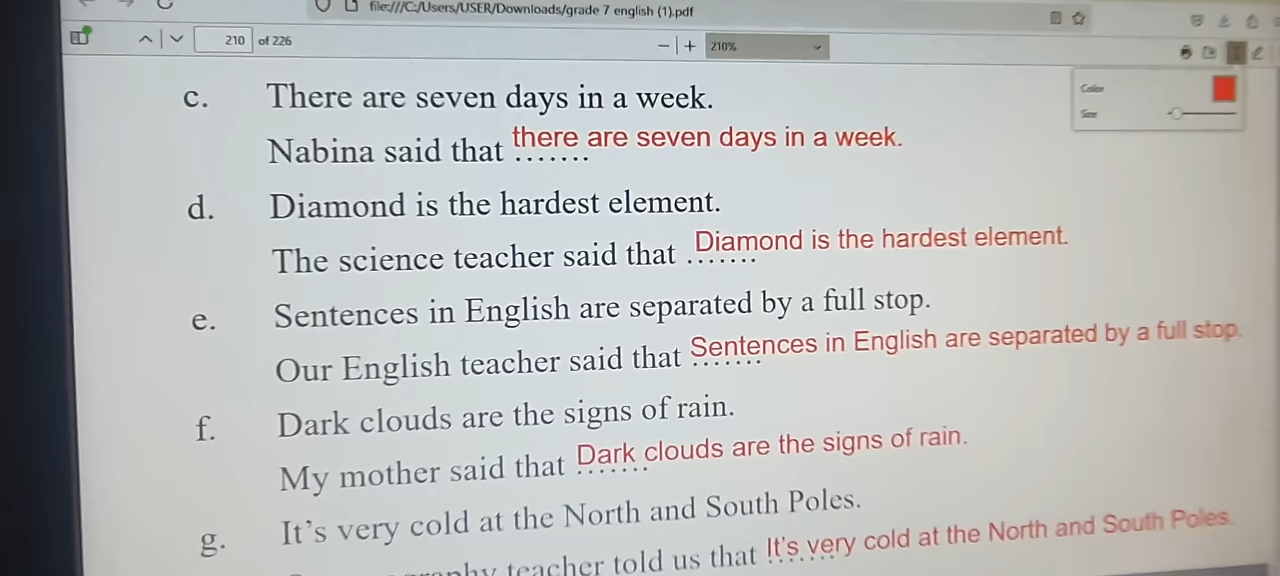 file:///C:/Users/USER/Downloads/grade 7 english (1).pdf
210 of 226
210%
Color
Size
c. There are seven days in a week.
Nabina said that ....... there are seven days in a week.
d. Diamond is the hardest element.
The science teacher said that ....... Diamond is the hardest element.
e. Sentences in English are separated by a full stop.
Our English teacher said that ....... Sentences in English are separated by a full stop.
f. Dark clouds are the signs of rain.
My mother said that ....... Dark clouds are the signs of rain.
g. It's very cold at the North and South Poles.
teacher told us that ....... It's very cold at the North and South Poles.